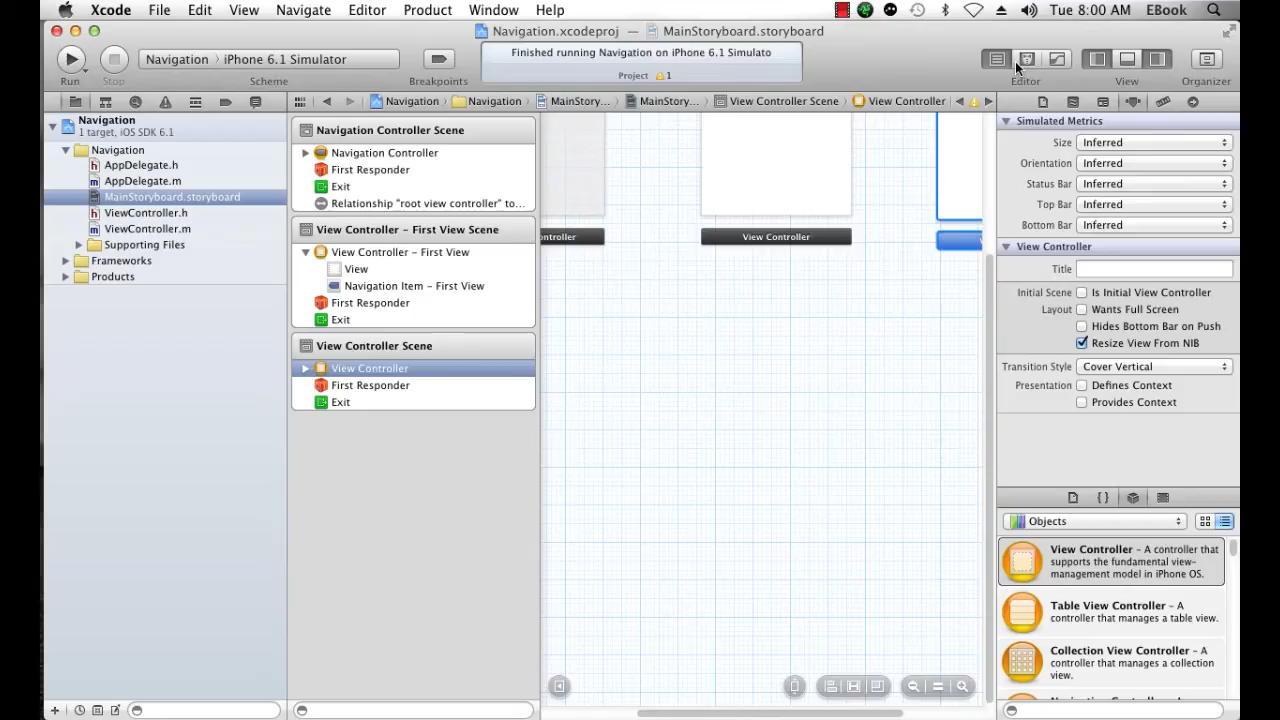 Xcode File Edit View Navigate Editor Product Window Help Tue 8:00 AM EBook
Navigation.xcodeproj — MainStoryboard.storyboard
Navigation › iPhone 6.1 Simulator
Finished running Navigation on iPhone 6.1 Simulato
Project 1
Run Stop Scheme Breakpoints Editor View Organizer
Navigation Navigation MainStory... MainStory... View Controller Scene View Controller
Navigation
1 target, iOS SDK 6.1
Navigation
AppDelegate.h
AppDelegate.m
MainStoryboard.storyboard
ViewController.h
ViewController.m
Supporting Files
Frameworks
Products
Navigation Controller Scene
Navigation Controller
First Responder
Exit
Relationship "root view controller" to...
View Controller – First View Scene
View Controller – First View
View
Navigation Item – First View
First Responder
Exit
View Controller Scene
View Controller
First Responder
Exit
ontroller
View Controller
Simulated Metrics
Size Inferred
Orientation Inferred
Status Bar Inferred
Top Bar Inferred
Bottom Bar Inferred
View Controller
Title
Initial Scene Is Initial View Controller
Layout Wants Full Screen
Hides Bottom Bar on Push
Resize View From NIB
Transition Style Cover Vertical
Presentation Defines Context
Provides Context
{ }
Objects
View Controller – A controller that
supports the fundamental view-
management model in iPhone OS.
Table View Controller – A
controller that manages a table view.
Collection View Controller – A
controller that manages a collection
view.